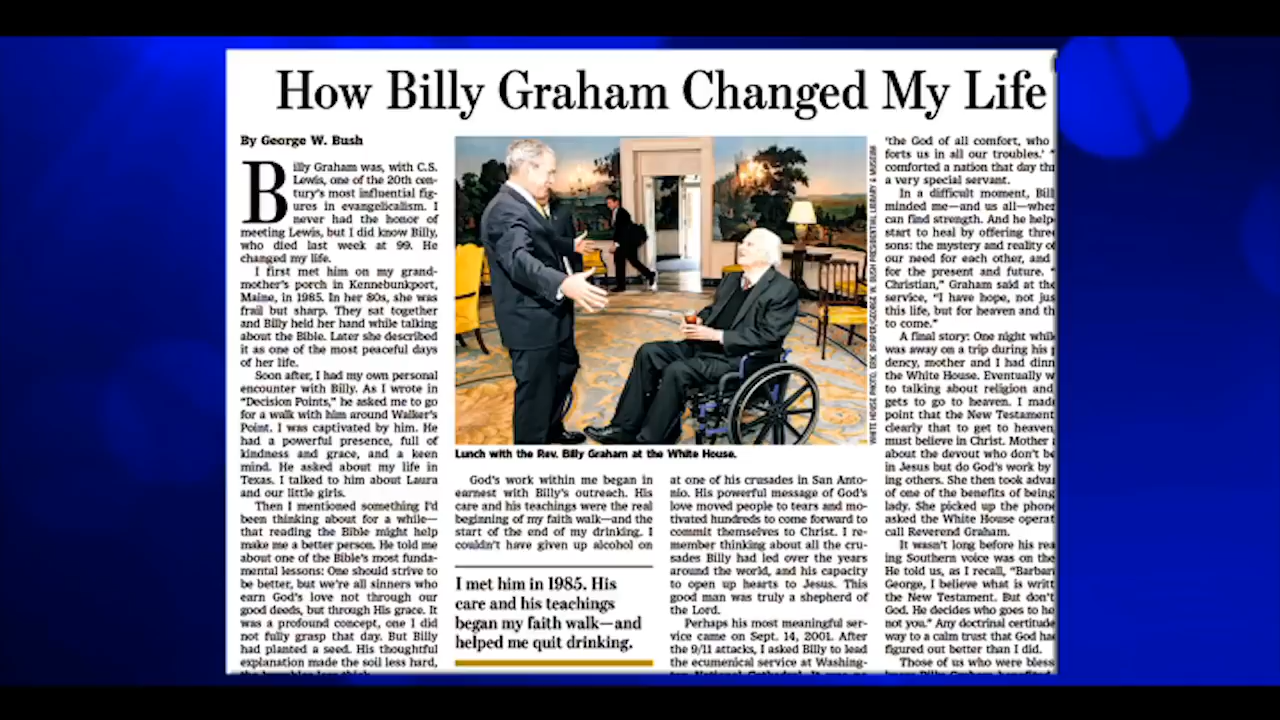 How Billy Graham Changed My Life
By George W. Bush
Billy Graham was, with C.S.
Lewis, one of the 20th cen-
tury's most influential fig-
ures in evangelicalism. I
never had the honor of
meeting Lewis, but I did know Billy,
who died last week at 99. He
changed my life.
I first met him on my grand-
mother's porch in Kennebunkport,
Maine, in 1985. In her 80s, she was
frail but sharp. They sat together
and Billy held her hand while talking
about the Bible. Later she described
it as one of the most peaceful days
of her life.
Soon after, I had my own personal
encounter with Billy. As I wrote in
"Decision Points," he asked me to go
for a walk with him around Walker's
Point. I was captivated by him. He
had a powerful presence, full of
kindness and grace, and a keen
mind. He asked about my life in
Texas. I talked to him about Laura
and our little girls.
Then I mentioned something I'd
been thinking about for a while—
that reading the Bible might help
make me a better person. He told me
about one of the Bible's most funda-
mental lessons: One should strive to
be better, but we're all sinners who
earn God's love not through our
good deeds, but through His grace. It
was a profound concept, one I did
not fully grasp that day. But Billy
had planted a seed. His thoughtful
explanation made the soil less hard,
WHITE HOUSE PHOTO, ERIC DRAPER/GEORGE W. BUSH PRESIDENTIAL LIBRARY & MUSEUM
Lunch with the Rev. Billy Graham at the White House.
God's work within me began in
earnest with Billy's outreach. His
care and his teachings were the real
beginning of my faith walk—and the
start of the end of my drinking. I
couldn't have given up alcohol on
I met him in 1985. His
care and his teachings
began my faith walk—and
helped me quit drinking.
at one of his crusades in San Anto-
nio. His powerful message of God's
love moved people to tears and mo-
tivated hundreds to come forward to
commit themselves to Christ. I re-
member thinking about all the cru-
sades Billy had led over the years
around the world, and his capacity
to open up hearts to Jesus. This
good man was truly a shepherd of
the Lord.
Perhaps his most meaningful ser-
vice came on Sept. 14, 2001. After
the 9/11 attacks, I asked Billy to lead
the ecumenical service at Washing-
ton National Cathedral. It was no
'the God of all comfort, who
forts us in all our troubles.' "
comforted a nation that day
a very special servant.
In a difficult moment, Bill
minded me—and us all—
can find strength. And he help
start to heal by offering
sons: the mystery and reality
our need for each other, and
for the present and future. "
Christian," Graham said at
service, "I have hope, not
this life, but for heaven and
to come."
A final story: One night
was away on a trip during his
dency, mother and I had
the White House. Eventually
to talking about religion and
gets to go to heaven. I
point that the New Testament
clearly that to get to heaven
must believe in Christ. Mother
about the devout who don't
in Jesus but do God's work by
ing others. She then took
of one of the benefits of being
lady. She picked up the phone
asked the White House
call Reverend Graham.
It wasn't long before his
ing Southern voice was on the
He told us, as I recall, "Barbar
George, I believe what is
the New Testament. But don't
God. He decides who goes to
not you." Any doctrinal certitude
way to a calm trust that God
figured out better than I did.
Those of us who were